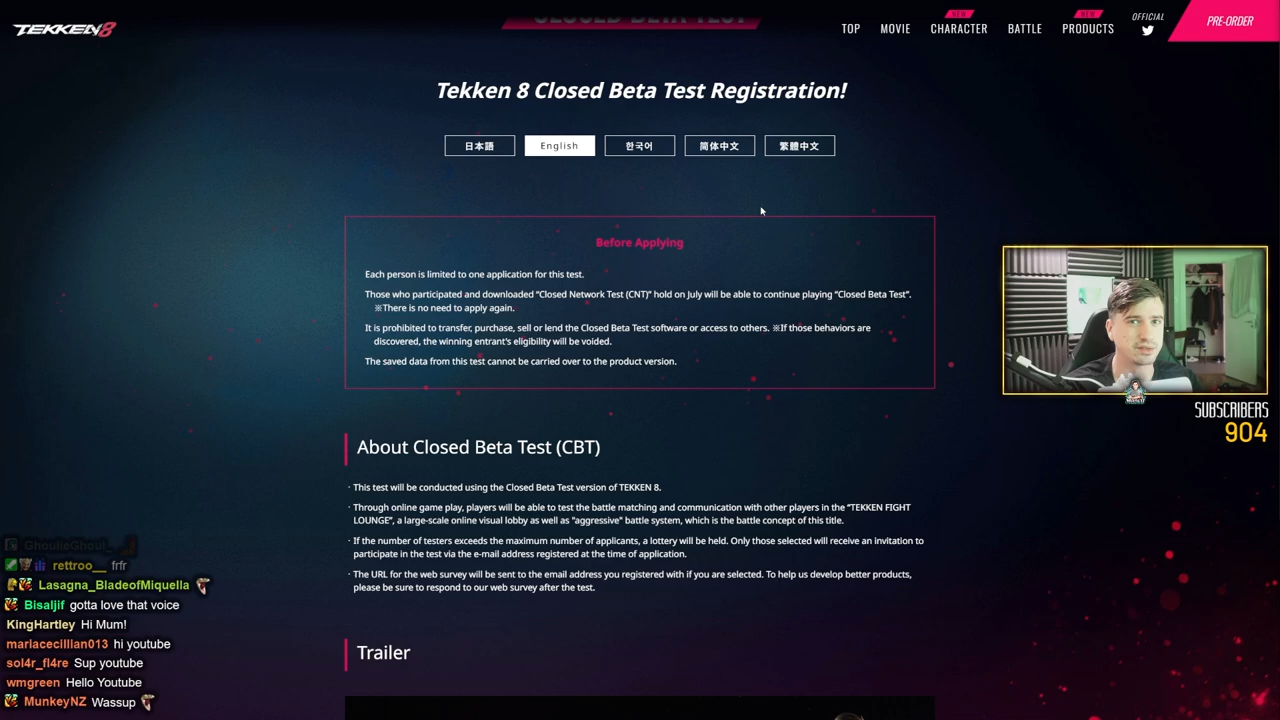 CLOSED BETA TEST
TEKKEN 8
TOP
MOVIE
NEW
CHARACTER
BATTLE
NEW
PRODUCTS
OFFICIAL
PRE-ORDER
Tekken 8 Closed Beta Test Registration!
日本語
English
한국어
简体中文
繁體中文
Before Applying
Each person is limited to one application for this test.
Those who participated and downloaded “Closed Network Test (CNT)” hold on July will be able to continue playing “Closed Beta Test”.
※There is no need to apply again.
It is prohibited to transfer, purchase, sell or lend the Closed Beta Test software or access to others. ※If those behaviors are
discovered, the winning entrant's eligibility will be voided.
The saved data from this test cannot be carried over to the product version.
SUBSCRIBERS
904
About Closed Beta Test (CBT)
· This test will be conducted using the Closed Beta Test version of TEKKEN 8.
· Through online game play, players will be able to test the battle matching and communication with other players in the “TEKKEN FIGHT
LOUNGE”, a large-scale online visual lobby as well as "aggressive" battle system, which is the battle concept of this title.
· If the number of testers exceeds the maximum number of applicants, a lottery will be held. Only those selected will receive an invitation to
participate in the test via the e-mail address registered at the time of application.
· The URL for the web survey will be sent to the email address you registered with if you are selected. To help us develop better products,
please be sure to respond to our web survey after the test.
Trailer
GhoulieGhoul_
rettroo__ frfr
Lasagna_BladeofMiquella
Bisaljif gotta love that voice
KingHartley Hi Mum!
mariacecillian013 hi youtube
sol4r_fl4re Sup youtube
wmgreen Hello Youtube
MunkeyNZ Wassup